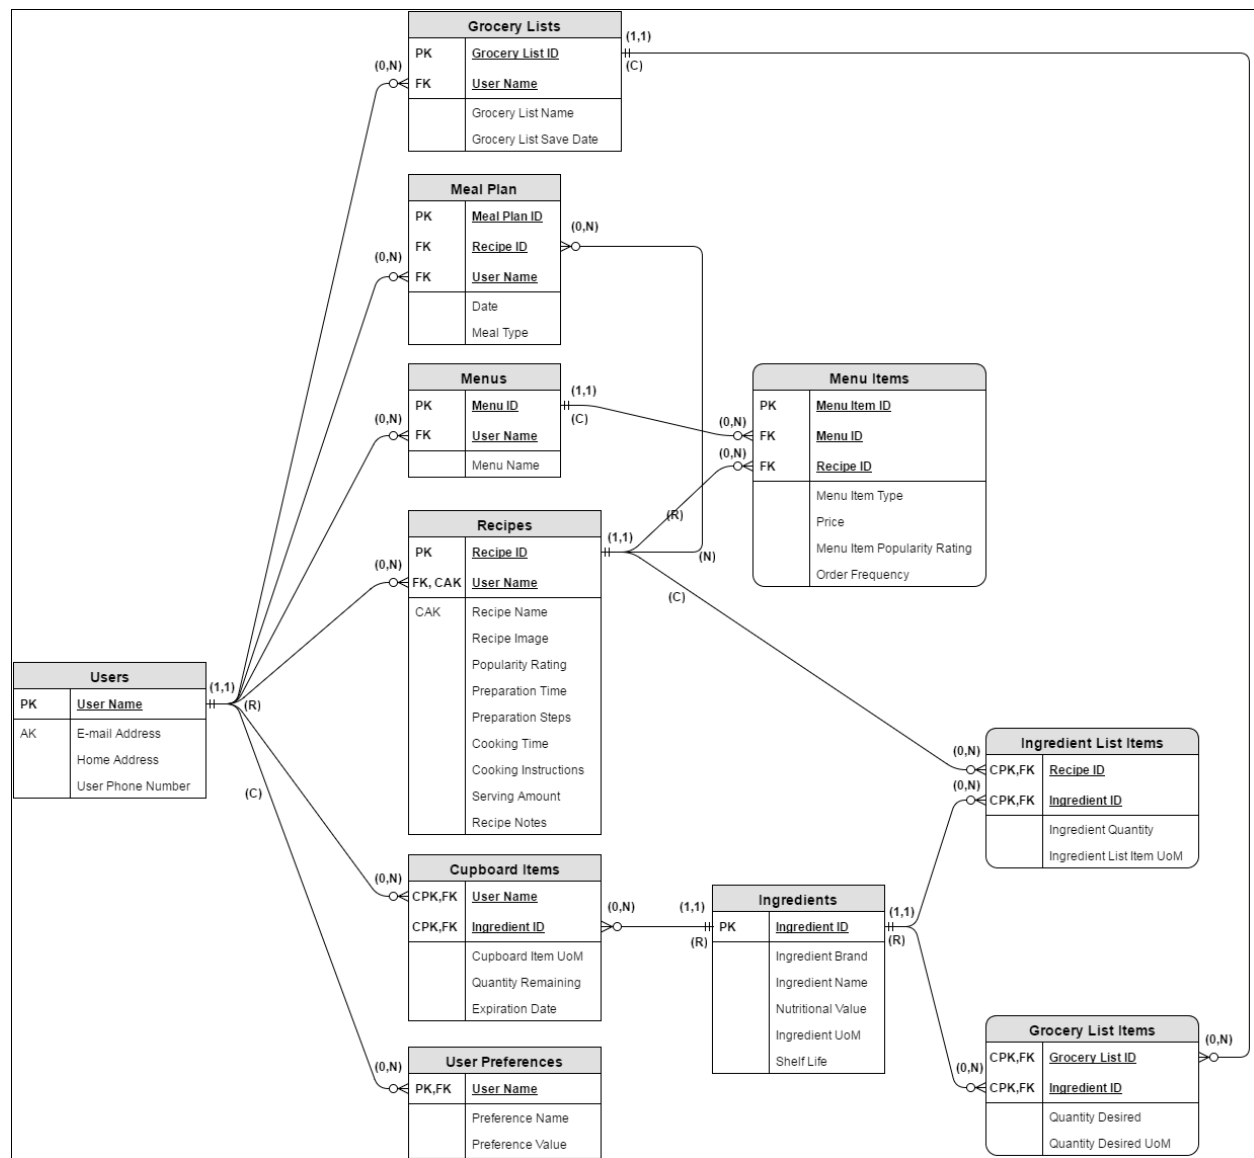 Grocery Lists
PK Grocery List ID
FK User Name
Grocery List Name
Grocery List Save Date
(0,N)
(1,1)
(C)
Meal Plan
PK Meal Plan ID
FK Recipe ID
FK User Name
Date
Meal Type
(0,N)
(0,N)
Menus
PK Menu ID
FK User Name
Menu Name
(0,N)
(1,1)
(C)
Menu Items
PK Menu Item ID
FK Menu ID
FK Recipe ID
Menu Item Type
Price
Menu Item Popularity Rating
Order Frequency
(0,N)
(0,N)
Recipes
PK Recipe ID
FK, CAK User Name
CAK Recipe Name
Recipe Image
Popularity Rating
Preparation Time
Preparation Steps
Cooking Time
Cooking Instructions
Serving Amount
Recipe Notes
(0,N)
(1,1)
(R)
(N)
(C)
Users
PK User Name
AK E-mail Address
Home Address
User Phone Number
(1,1)
(R)
(C)
Ingredient List Items
CPK,FK Recipe ID
CPK,FK Ingredient ID
Ingredient Quantity
Ingredient List Item UoM
(0,N)
(0,N)
Cupboard Items
CPK,FK User Name
CPK,FK Ingredient ID
Cupboard Item UoM
Quantity Remaining
Expiration Date
(0,N)
(0,N)
Ingredients
PK Ingredient ID
Ingredient Brand
Ingredient Name
Nutritional Value
Ingredient UoM
Shelf Life
(1,1)
(R)
(1,1)
(R)
User Preferences
PK,FK User Name
Preference Name
Preference Value
(0,N)
Grocery List Items
CPK,FK Grocery List ID
CPK,FK Ingredient ID
Quantity Desired
Quantity Desired UoM
(0,N)
(0,N)